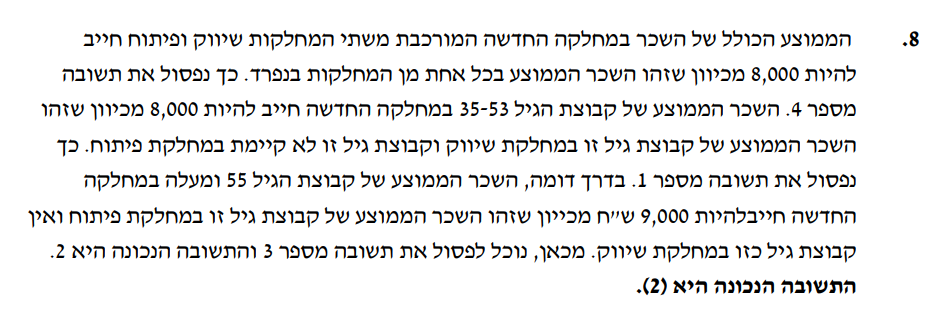 8. הממוצע הכולל של השכר במחלקה החדשה המורכבת משתי המחלקות שיווק ופיתוח חייב
להיות 8,000 מכיוון שזהו השכר הממוצע בכל אחת מן המחלקות בנפרד. כך נפסול את תשובה
מספר 4. השכר הממוצע של קבוצת הגיל 35-53 במחלקה החדשה חייב להיות 8,000 מכיוון שזהו
השכר הממוצע של קבוצת גיל זו במחלקת שיווק וקבוצת גיל זו לא קיימת במחלקת פיתוח. כך
נפסול את תשובה מספר 1. בדרך דומה, השכר הממוצע של קבוצת הגיל 55 ומעלה במחלקה
החדשה חייבלהיות 9,000 ש״ח מכייון שזהו השכר הממוצע של קבוצת גיל זו במחלקת פיתוח ואין
קבוצת גיל כזו במחלקת שיווק. מכאן, נוכל לפסול את תשובה מספר 3 והתשובה הנכונה היא 2.
התשובה הנכונה היא (2).